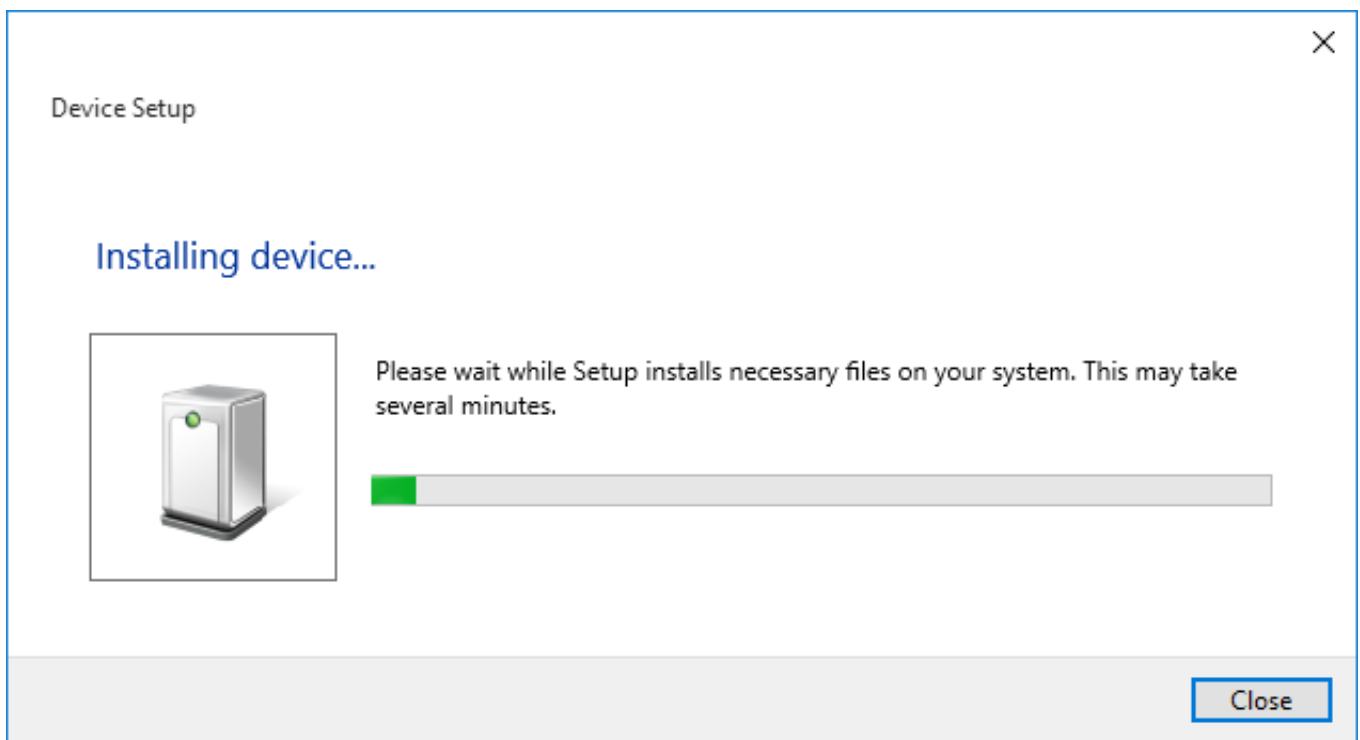 Device Setup
Installing device...
Please wait while Setup installs necessary files on your system. This may take
several minutes.
Close